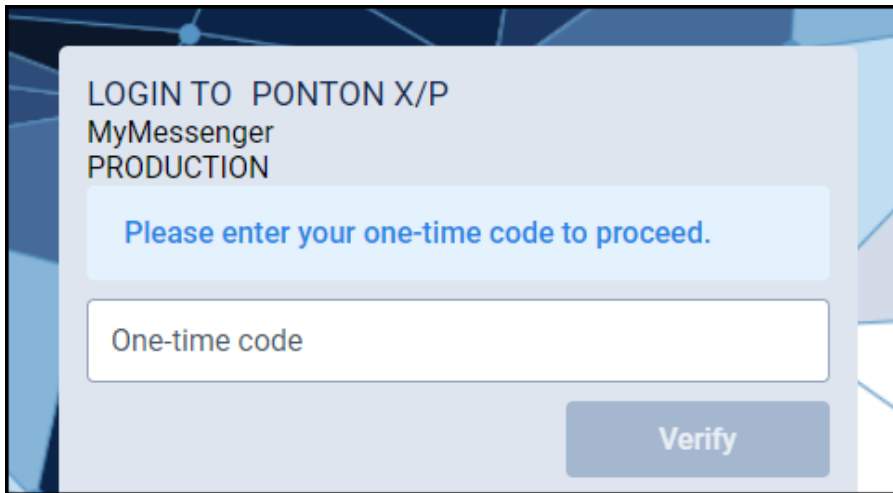 LOGIN TO PONTON X/P
MyMessenger
PRODUCTION
Please enter your one-time code to proceed.
One-time code
Verify